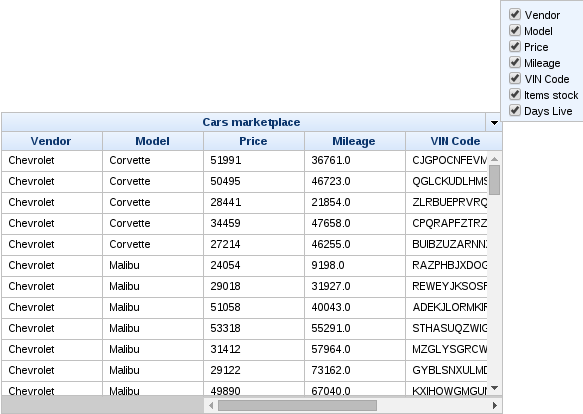 Vendor
Model
Price
Mileage
VIN Code
Items stock
Days Live
Cars marketplace
Vendor Model Price Mileage VIN Code
Chevrolet Corvette 51991 36761.0 CJGPOCNFEVM
Chevrolet Corvette 50495 46723.0 QGLCKUDLHMS
Chevrolet Corvette 28441 21854.0 ZLRBUEPRVRQ
Chevrolet Corvette 34459 47658.0 CPQRAPFZTRZ
Chevrolet Corvette 27214 46255.0 BUIBZUZARNN
Chevrolet Malibu 24054 9198.0 RAZPHBJXDOG
Chevrolet Malibu 29018 31927.0 REWEYJKSOSF
Chevrolet Malibu 51058 40043.0 ADEKJLORMKIF
Chevrolet Malibu 53318 55291.0 STHASUQZWIG
Chevrolet Malibu 31412 57964.0 MZGLYSGRCW
Chevrolet Malibu 29122 73162.0 GYBLSNXULMD
Chevrolet Malibu 49890 67040.0 KXIHOWGMGUN